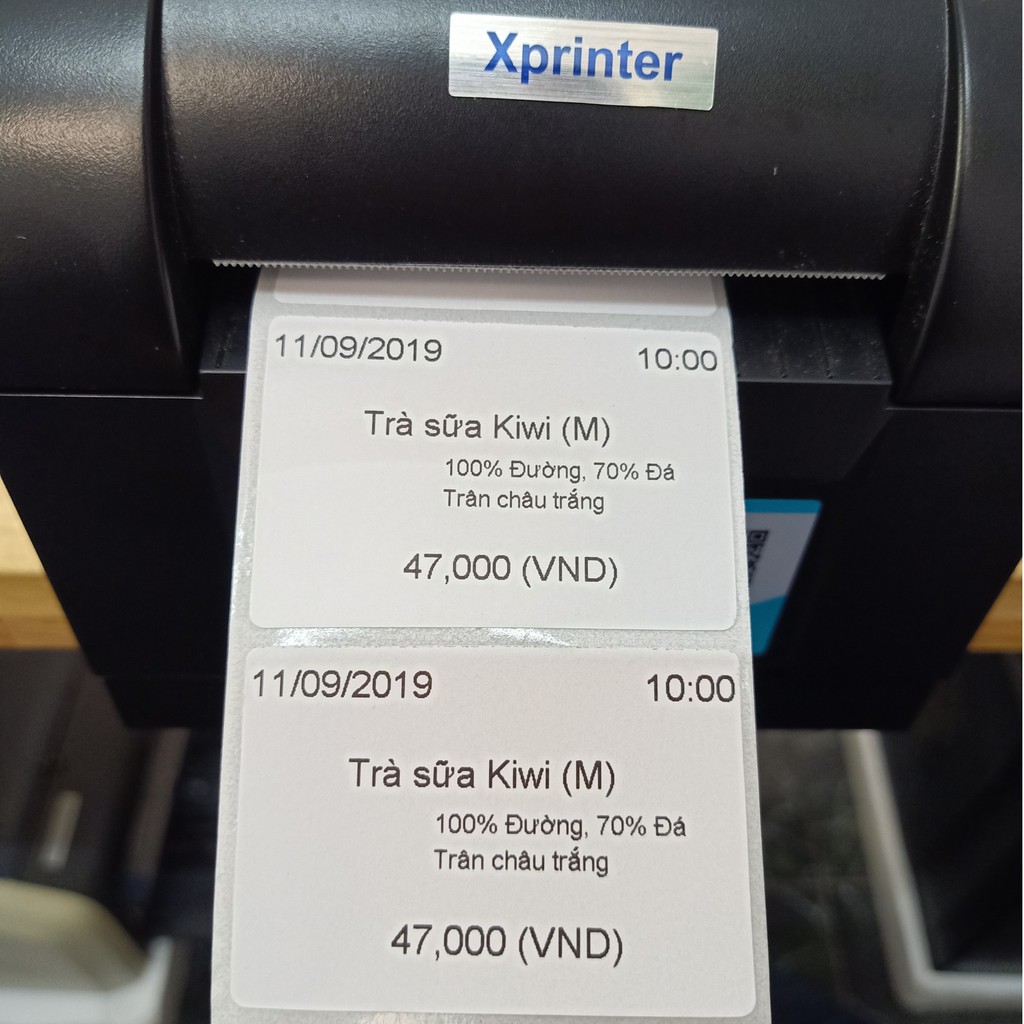 Xprinter
11/09/2019 10:00
Trà sữa Kiwi (M)
100% Đường, 70% Đá
Trân châu trắng
47,000 (VND)
11/09/2019 10:00
Trà sữa Kiwi (M)
100% Đường, 70% Đá
Trân châu trắng
47,000 (VND)